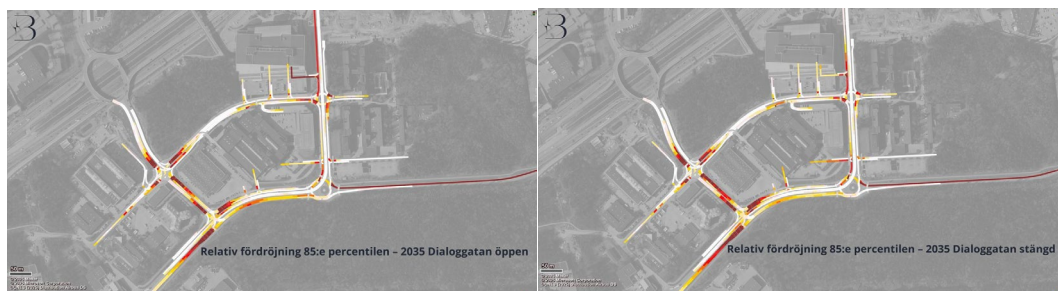 B
Relativ fördröjning 85:e percentilen – 2035 Dialoggatan öppen
50 m
B
Relativ fördröjning 85:e percentilen – 2035 Dialoggatan stängd
50 m